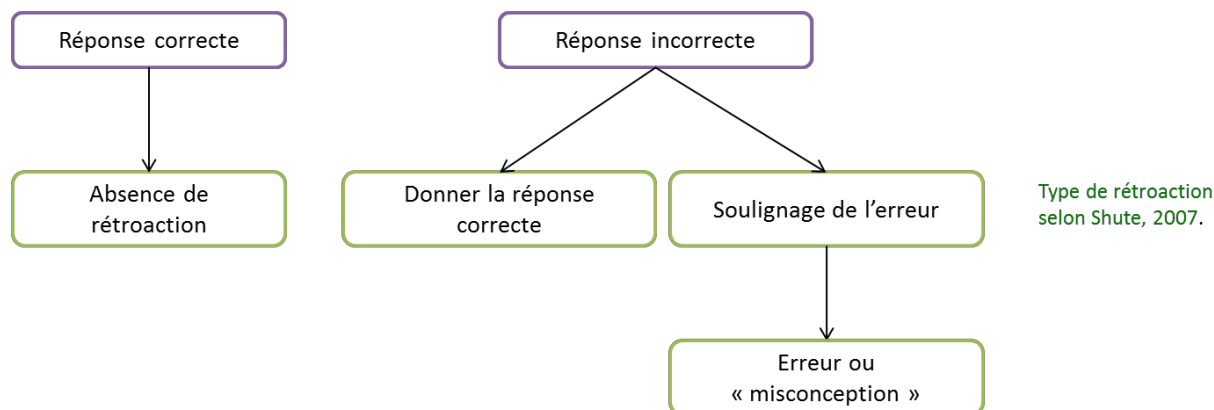 Réponse correcte
Réponse incorrecte
Absence de
rétroaction
Donner la réponse
correcte
Soulignage de l’erreur
Type de rétroaction
selon Shute, 2007.
Erreur ou
« misconception »